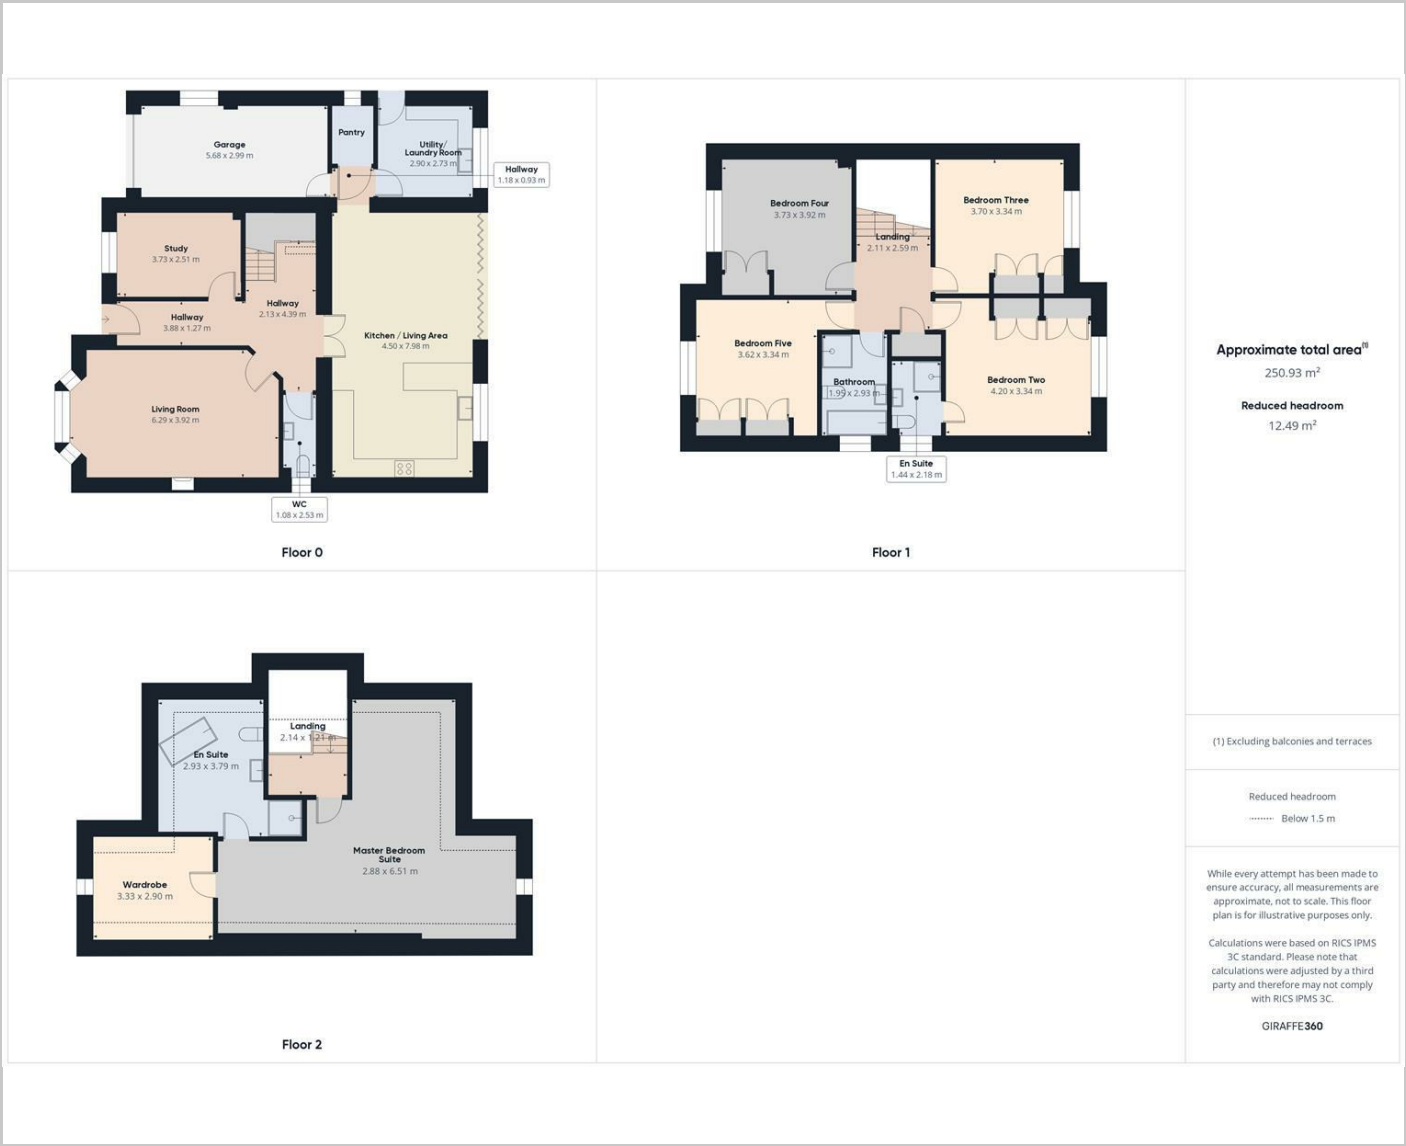 Garage
5.68 x 2.99 m
Pantry
Utility/
Laundry Room
2.90 x 2.73 m
Hallway
1.18 x 0.93 m
Study
3.73 x 2.51 m
Hallway
2.13 x 4.39 m
Hallway
3.88 x 1.27 m
Kitchen / Living Area
4.50 x 7.98 m
Living Room
6.29 x 3.92 m
WC
1.08 x 2.53 m
Floor 0
Bedroom Four
3.73 x 3.92 m
Bedroom Three
3.70 x 3.34 m
Landing
2.11 x 2.59 m
Bedroom Five
3.62 x 3.34 m
Bathroom
1.95 x 2.93 m
Bedroom Two
4.20 x 3.34 m
En Suite
1.44 x 2.18 m
Floor 1
Landing
2.14 x 1.21 m
En Suite
2.93 x 3.79 m
Master Bedroom
Suite
2.88 x 6.51 m
Wardrobe
3.33 x 2.90 m
Floor 2
Approximate total area(1)
250.93 m²
Reduced headroom
12.49 m²
(1) Excluding balconies and terraces
Reduced headroom
Below 1.5 m
While every attempt has been made to
ensure accuracy, all measurements are
approximate, not to scale. This floor
plan is for illustrative purposes only.
Calculations were based on RICS IPMS
3C standard. Please note that
calculations were adjusted by a third
party and therefore may not comply
with RICS IPMS 3C.
GIRAFFE360